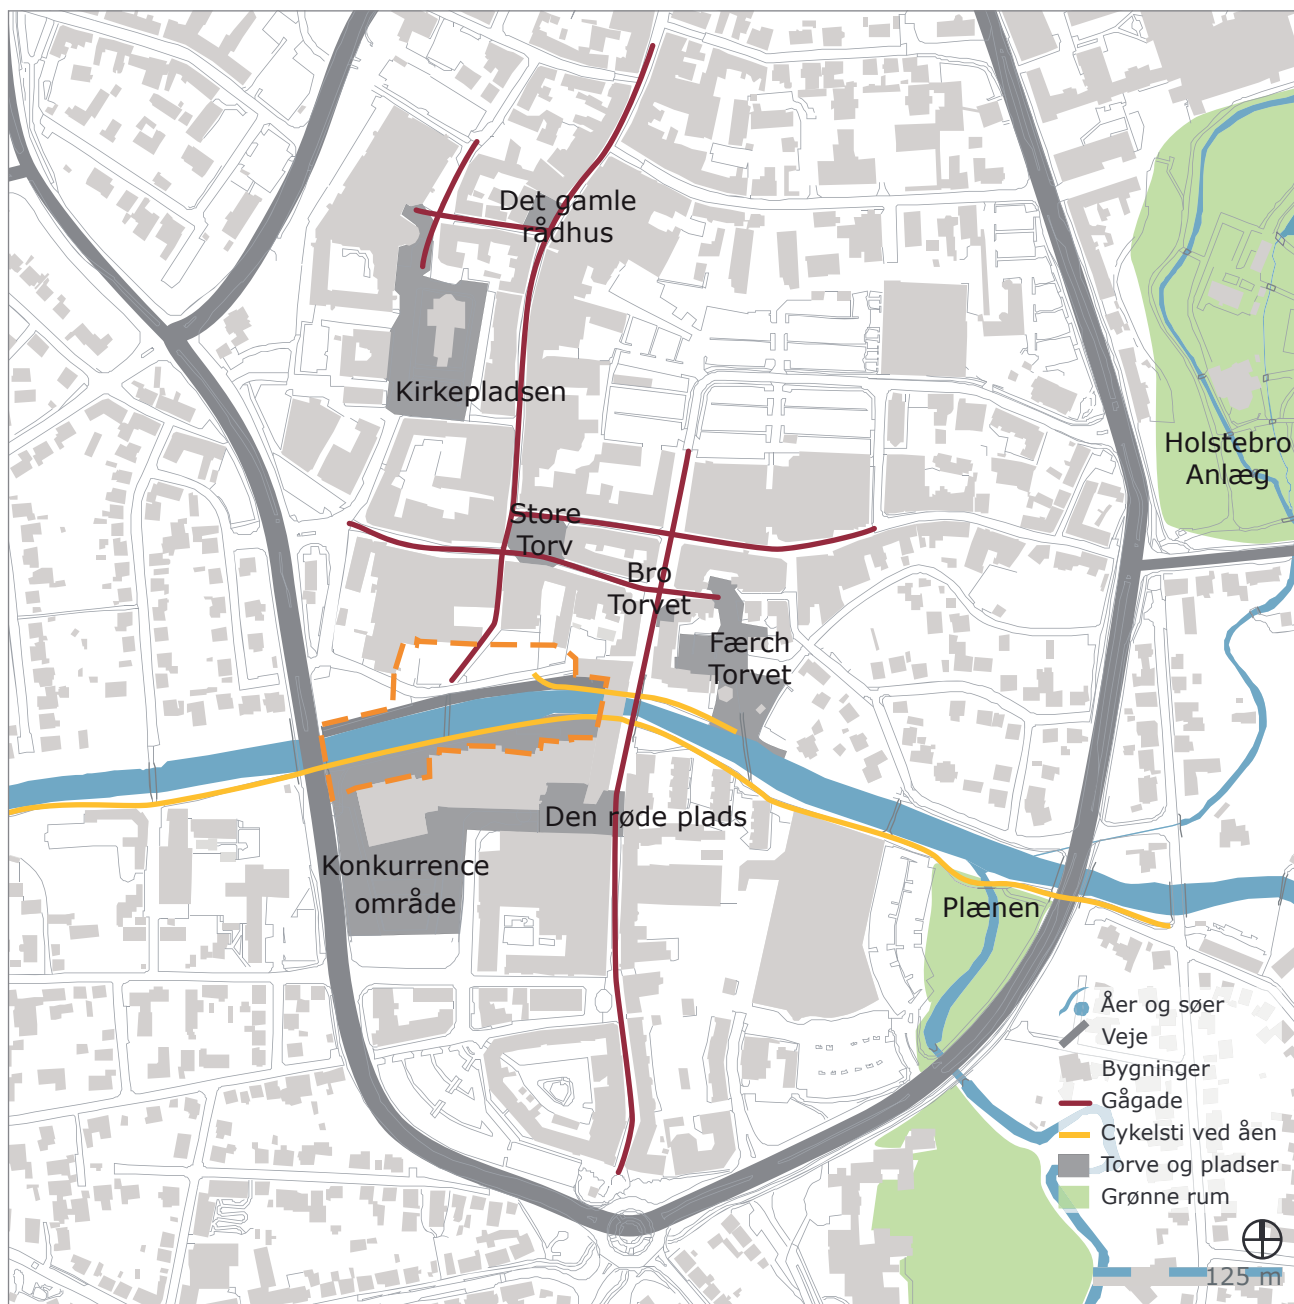 Det gamle
rådhus
Kirkepladsen
Holstebro
Anlæg
Store
Torv
Bro
Torvet
Færch
Torvet
Den røde plads
Konkurrence
område
Plænen
Åer og søer
Veje
Bygninger
Gågade
Cykelsti ved åen
Torve og pladser
Grønne rum
125 m